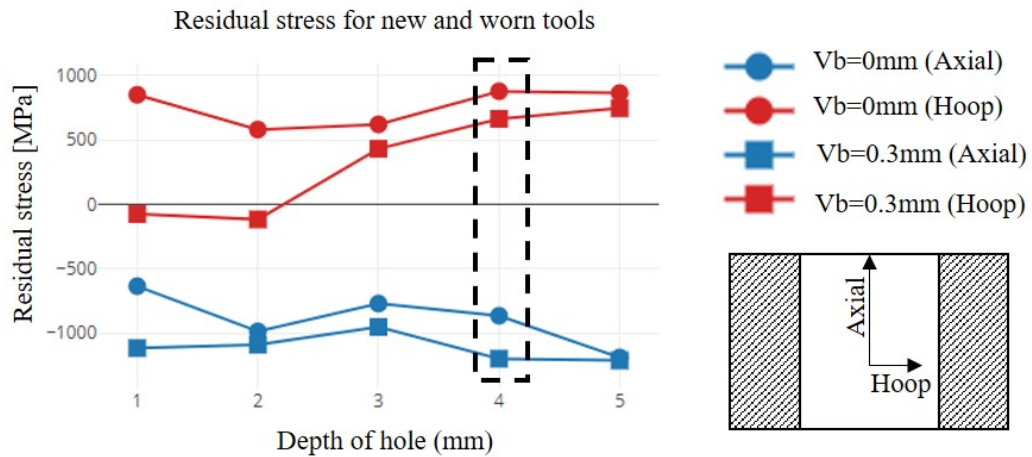 Residual stress for new and worn tools
Residual stress [MPa]
1000
500
0
−500
−1000
1 2 3 4 5
Depth of hole (mm)
Vb=0mm (Axial)
Vb=0mm (Hoop)
Vb=0.3mm (Axial)
Vb=0.3mm (Hoop)
Axial
Hoop